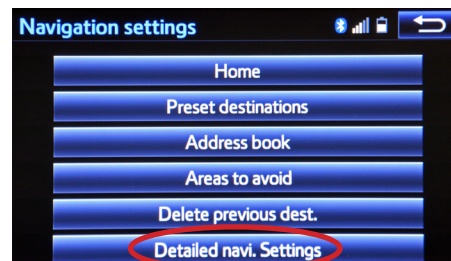 Navigation settings
Home
Preset destinations
Address book
Areas to avoid
Delete previous dest.
Detailed navi. Settings